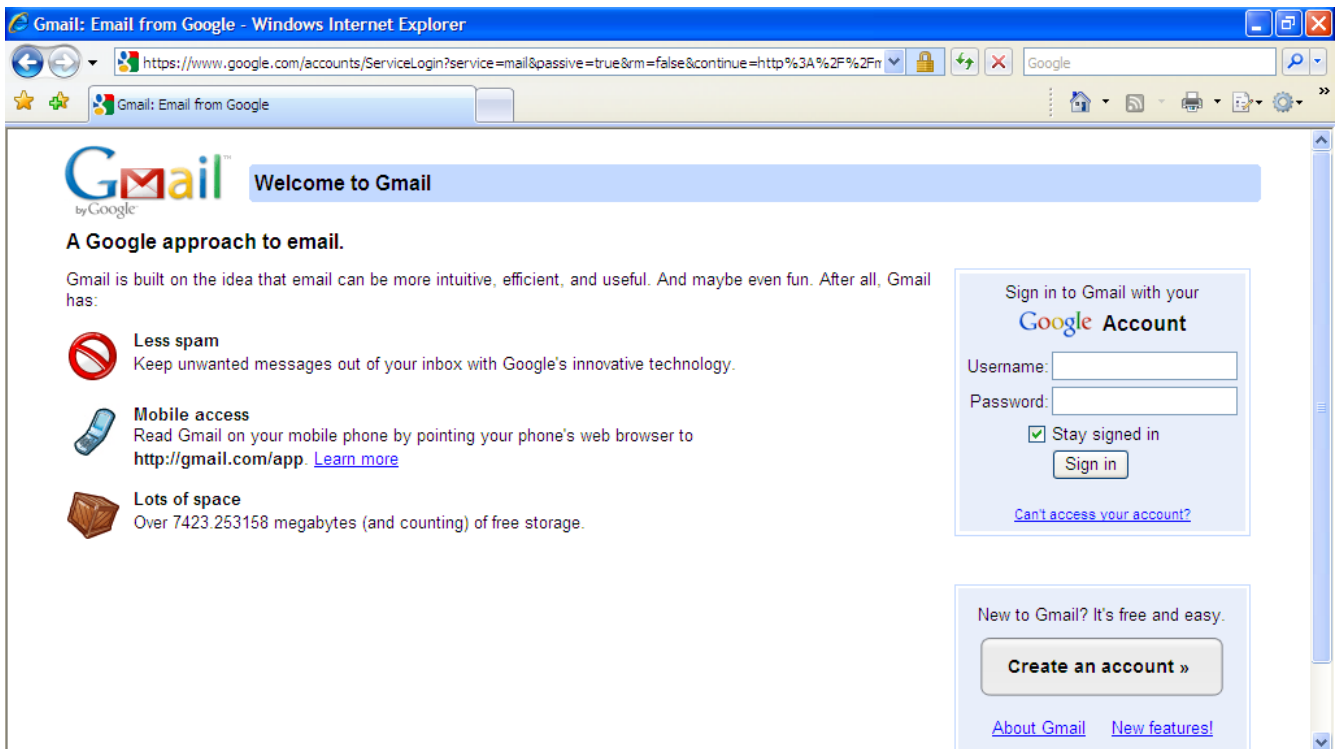 Gmail: Email from Google - Windows Internet Explorer
https://www.google.com/accounts/ServiceLogin?service=mail&passive=true&rm=false&continue=http%3A%2F%2Fm
Google
Gmail: Email from Google
Gmail™
by Google
Welcome to Gmail
A Google approach to email.
Gmail is built on the idea that email can be more intuitive, efficient, and useful. And maybe even fun. After all, Gmail
has:
Less spam
Keep unwanted messages out of your inbox with Google's innovative technology.
Mobile access
Read Gmail on your mobile phone by pointing your phone's web browser to
http://gmail.com/app. Learn more
Lots of space
Over 7423.253158 megabytes (and counting) of free storage.
Sign in to Gmail with your
Google Account
Username:
Password:
Stay signed in
Sign in
Can't access your account?
New to Gmail? It's free and easy.
Create an account »
About Gmail New features!